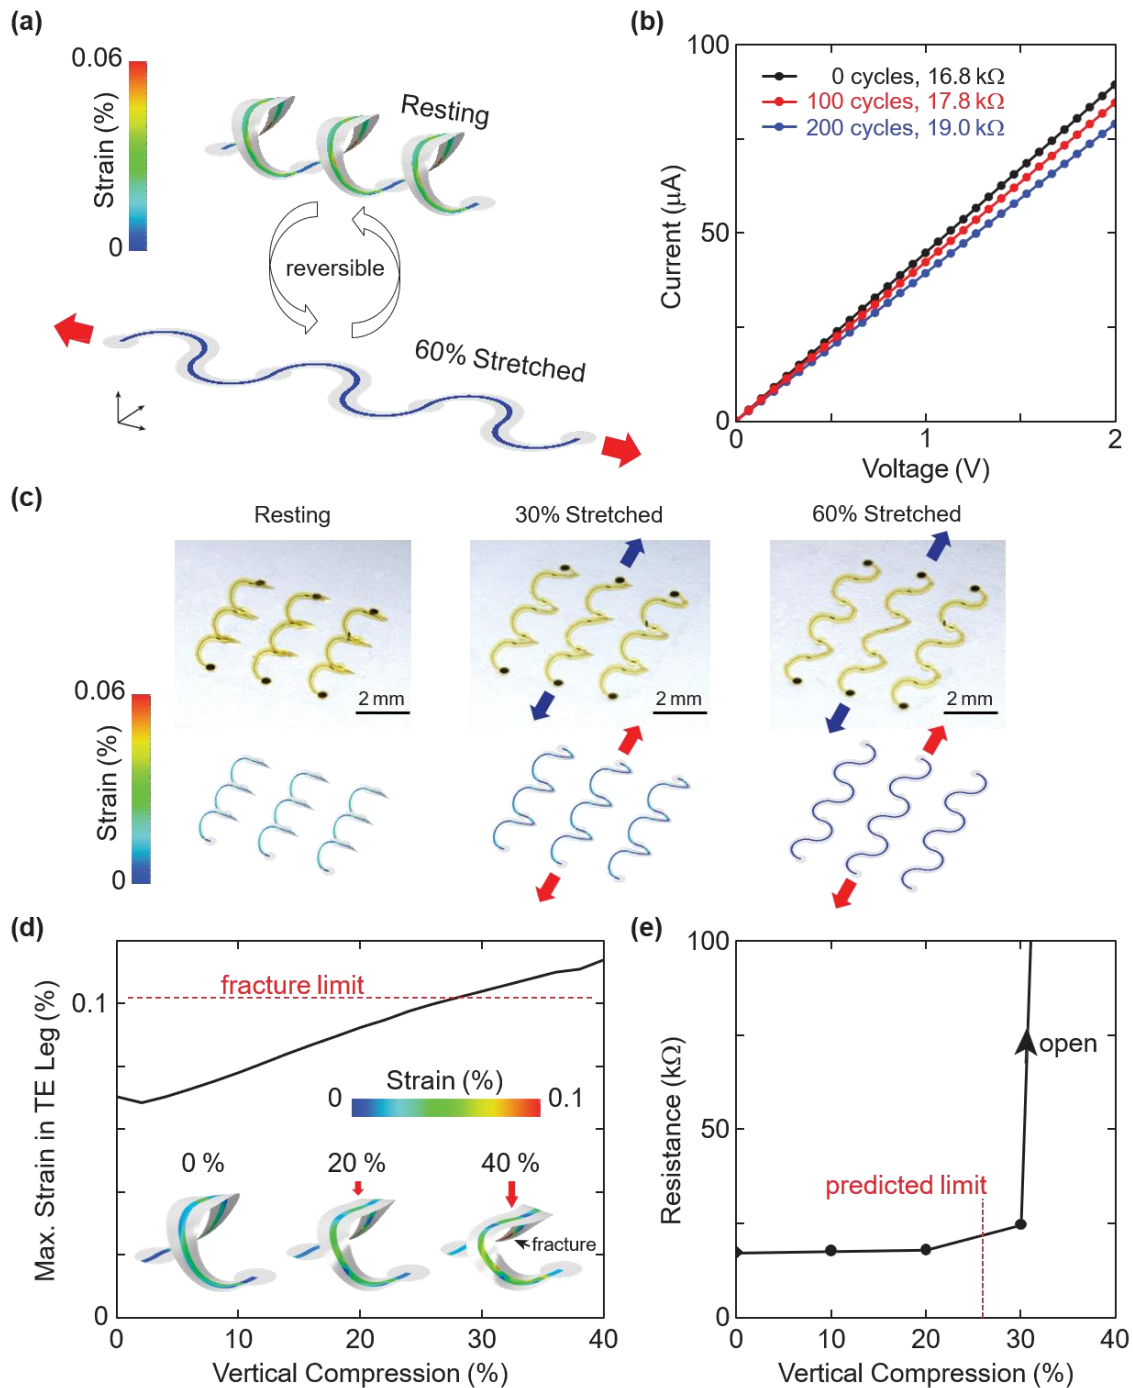 (a)
0.06
Strain (%)
0
Resting
reversible
60% Stretched
(b)
100
50
0
Current (µA)
0 cycles, 16.8 kΩ
100 cycles, 17.8 kΩ
200 cycles, 19.0 kΩ
0
1
2
Voltage (V)
(c)
Resting
30% Stretched
60% Stretched
2 mm
2 mm
2 mm
0.06
Strain (%)
0
(d)
Max. Strain in TE Leg (%)
0.1
0
fracture limit
Strain (%)
0
0.1
0 %
20 %
40 %
fracture
0
10
20
30
40
Vertical Compression (%)
(e)
100
50
0
Resistance (kΩ)
open
predicted limit
0
10
20
30
40
Vertical Compression (%)